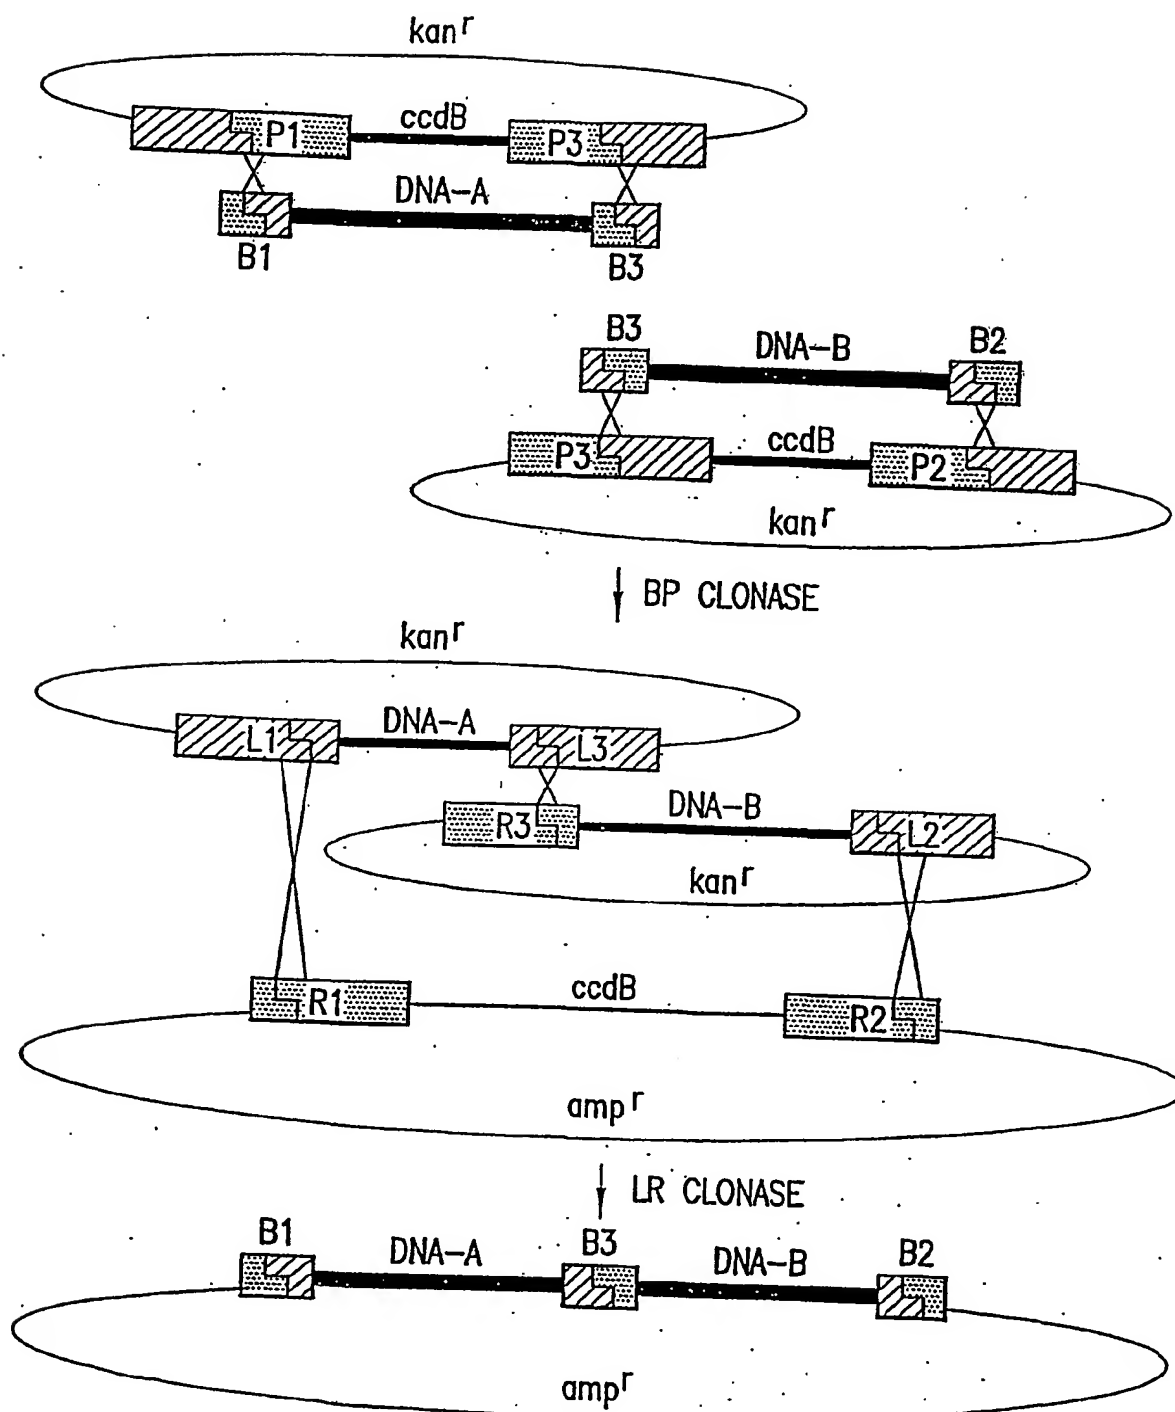 kanʳ
P1 ccdB P3
DNA-A
B1 B3
B3 DNA-B B2
P3 ccdB P2
kanʳ
BP CLONASE
kanʳ
L1 DNA-A L3
R3 DNA-B L2
kanʳ
R1 ccdB R2
ampʳ
LR CLONASE
B1 DNA-A B3 DNA-B B2
ampʳ